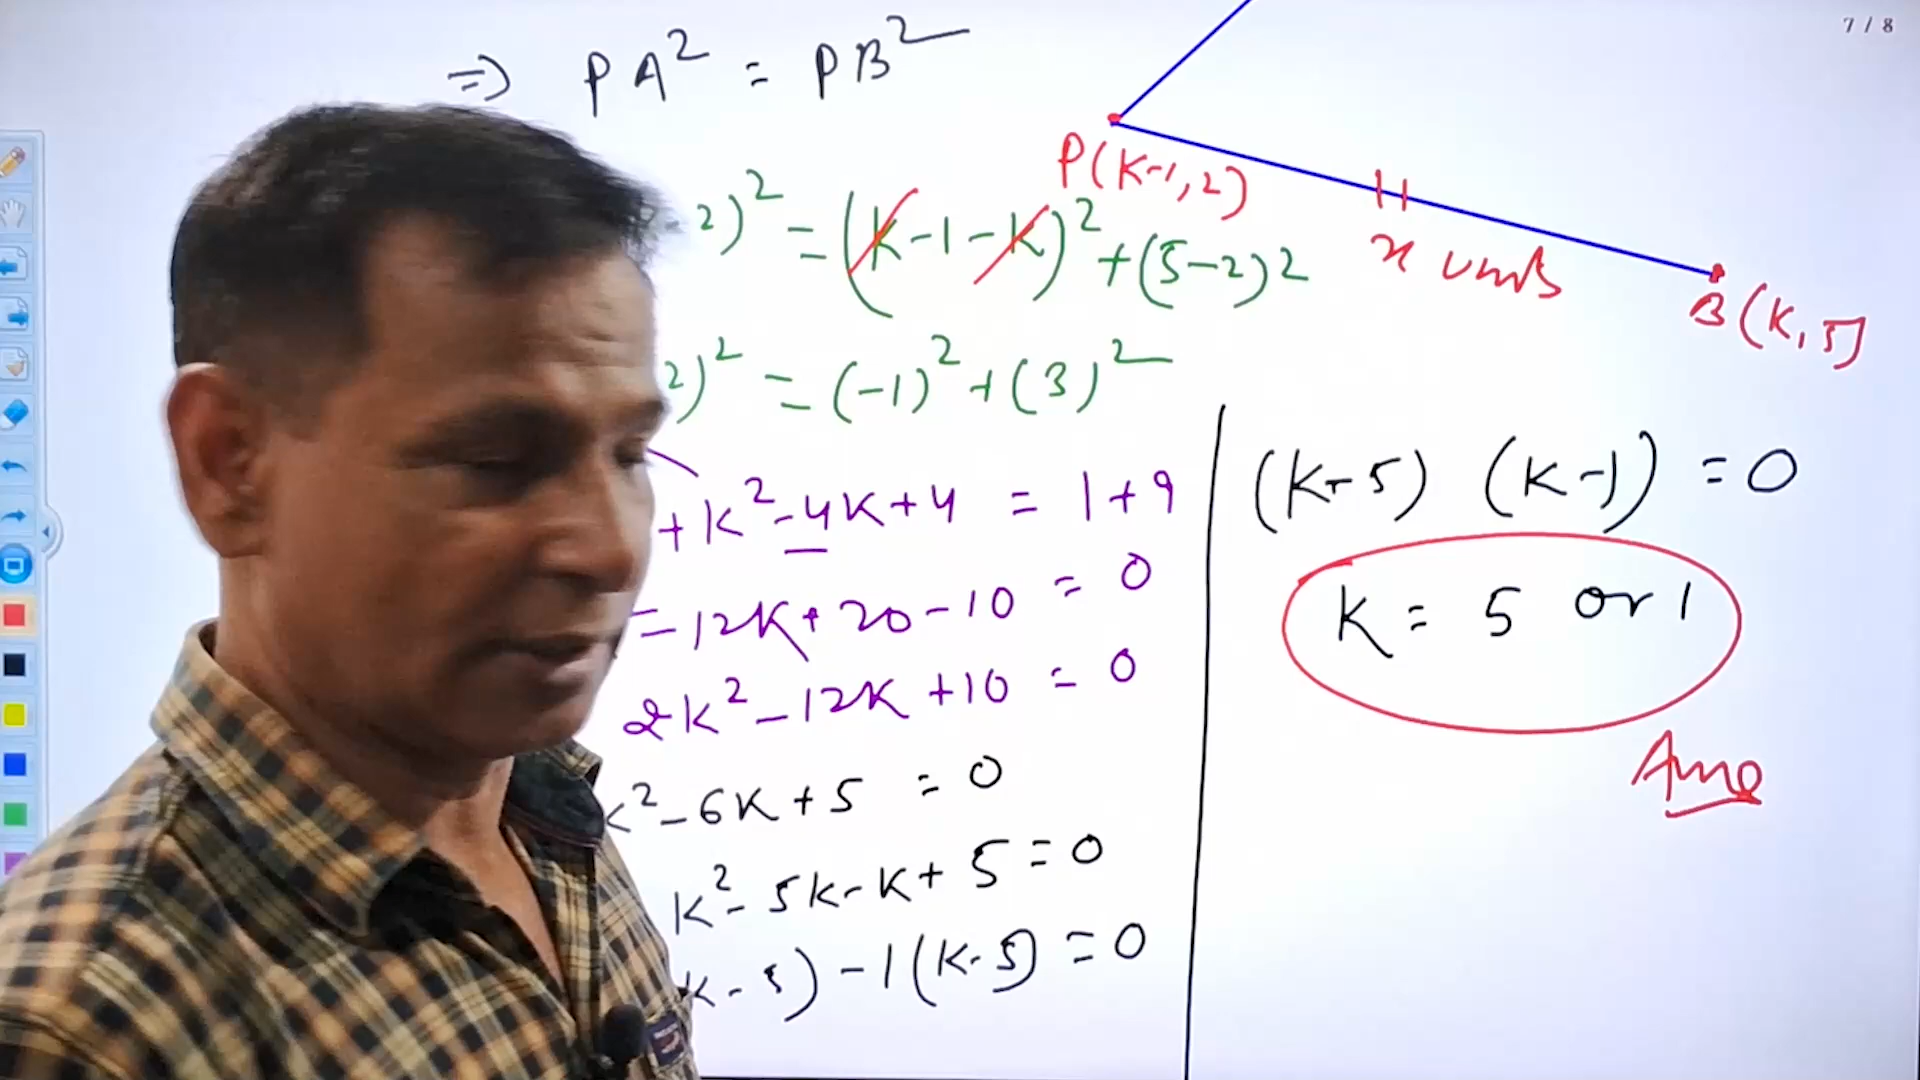 7 / 8
=> PA² = PB²
P(K-1,2)
2)² = (K-1-K)² + (5-2)²
x units
B(K,5)
2)² = (-1)² + (3)²
+ K² - 4K + 4 = 1 + 9
- 12K + 20 - 10 = 0
2K² - 12K + 10 = 0
K² - 6K + 5 = 0
K² - 5K - K + 5 = 0
K - 5) - 1(K - 5) = 0
(K-5) (K-1) = 0
K = 5 or 1
Ans